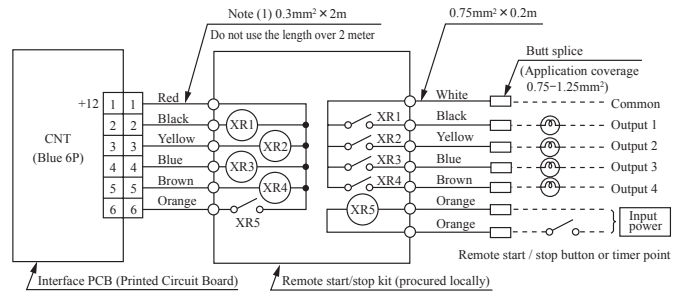 Note (1) 0.3mm² × 2m
Do not use the length over 2 meter
0.75mm² × 0.2m
Butt splice
(Application coverage
0.75−1.25mm²)
CNT
(Blue 6P)
+12 1 1 Red
2 2 Black XR1
3 3 Yellow XR2
4 4 Blue XR3
5 5 Brown XR4
6 6 Orange XR5
White Common
XR1 Black Output 1
XR2 Yellow Output 2
XR3 Blue Output 3
XR4 Brown Output 4
XR5 Orange
Orange
Input
power
Remote start / stop button or timer point
Interface PCB (Printed Circuit Board)
Remote start/stop kit (procured locally)